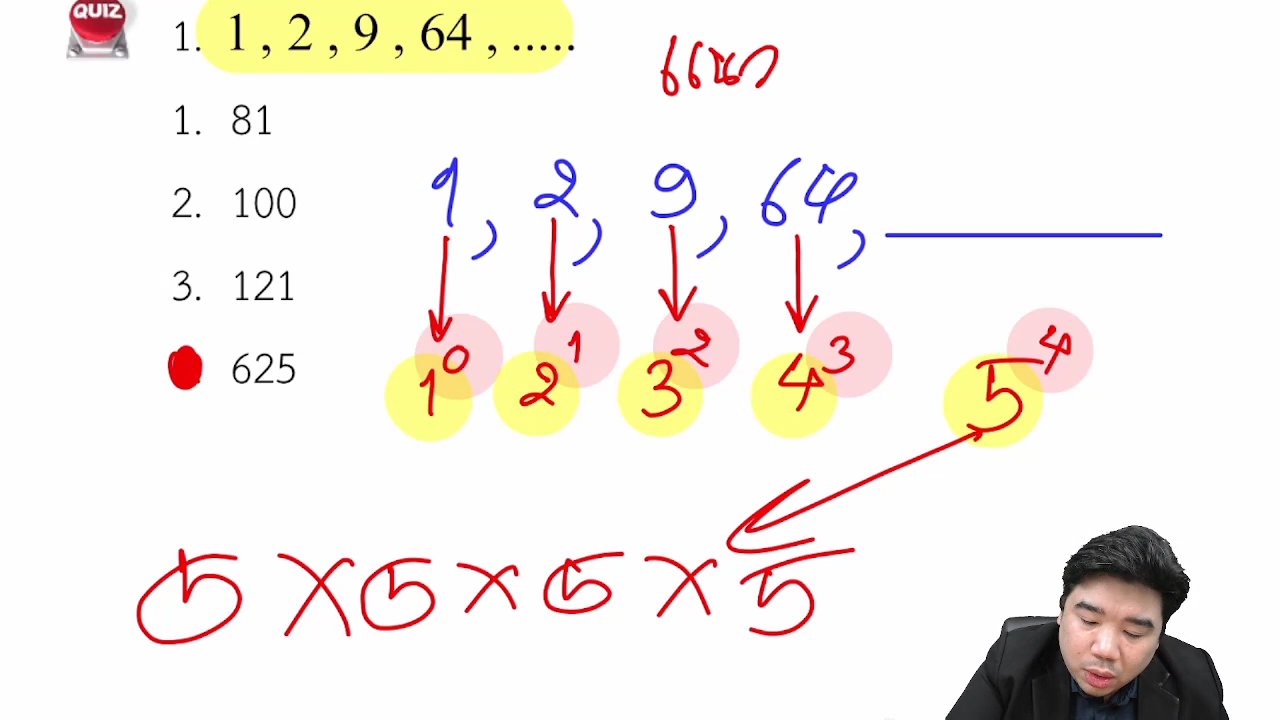 QUIZ
1. 1 , 2 , 9 , 64 , .....
1. 81
2. 100
3. 121
625
1, 2, 9, 64, 
1⁰ 2¹ 3² 4³ 5⁴
5 × 5 × 5 × 5